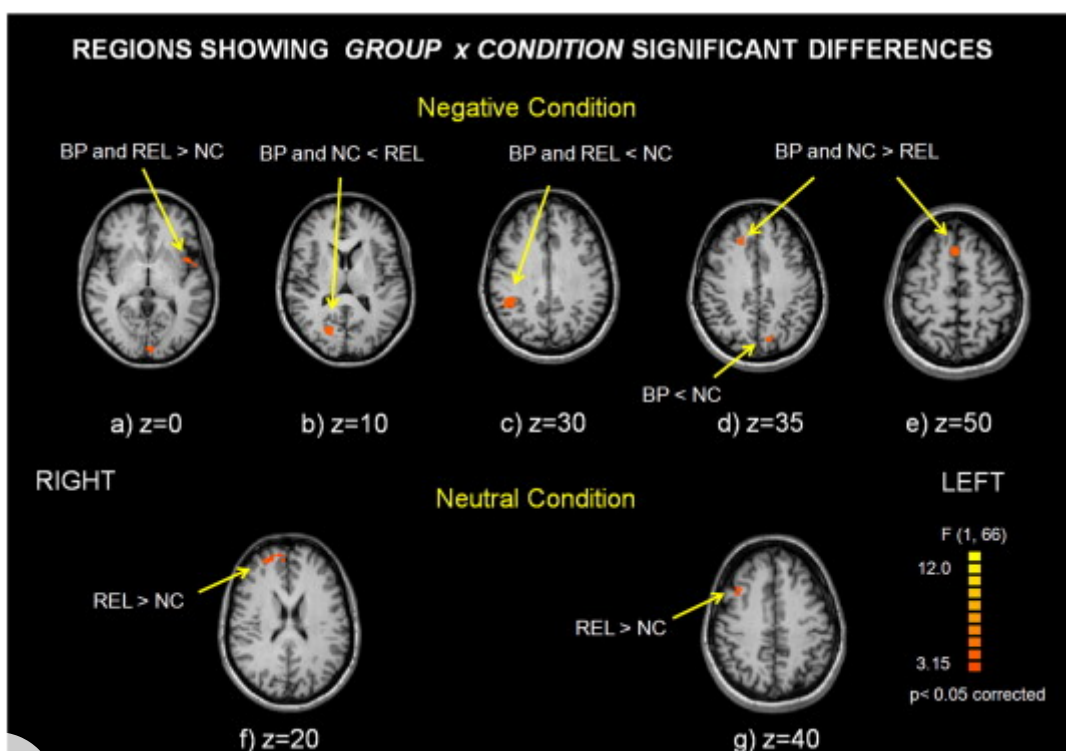 REGIONS SHOWING GROUP x CONDITION SIGNIFICANT DIFFERENCES
Negative Condition
BP and REL > NC
BP and NC < REL
BP and REL < NC
BP and NC > REL
BP < NC
a) z=0
b) z=10
c) z=30
d) z=35
e) z=50
RIGHT
Neutral Condition
LEFT
F (1, 66)
12.0
REL > NC
REL > NC
3.15
p< 0.05 corrected
f) z=20
g) z=40